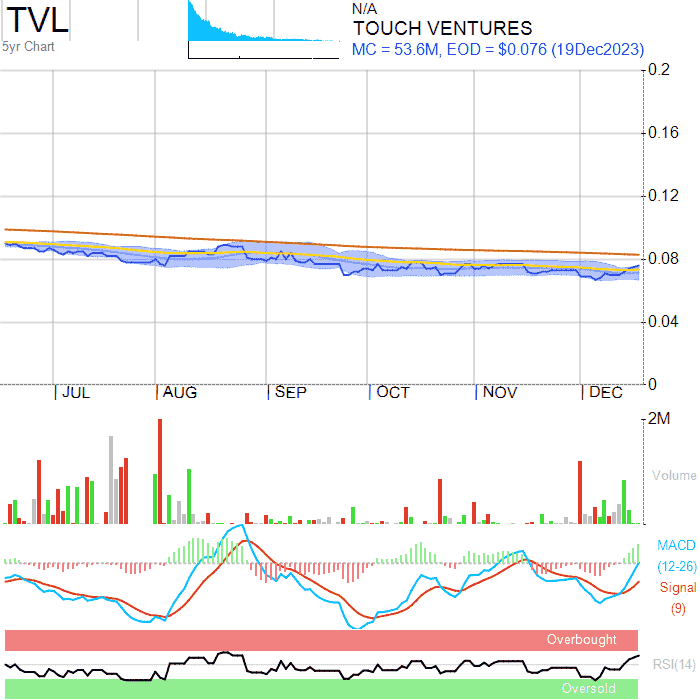 TVL
5yr Chart
N/A
TOUCH VENTURES
MC = 53.6M, EOD = $0.076 (19Dec2023)
0.2
0.16
0.12
0.08
0.04
0
JUL AUG SEP OCT NOV DEC
2M
Volume
MACD
(12-26)
Signal
(9)
Overbought
RSI(14)
Oversold